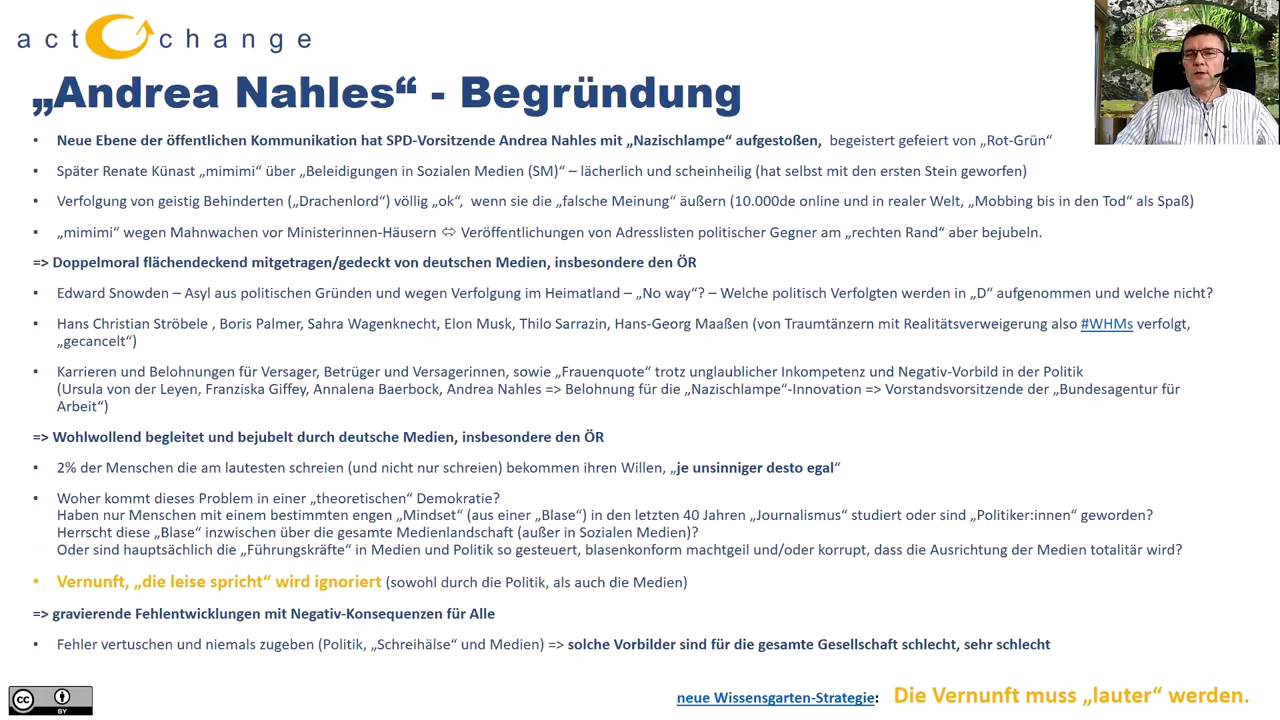 act change
„Andrea Nahles“ - Begründung
• Neue Ebene der öffentlichen Kommunikation hat SPD-Vorsitzende Andrea Nahles mit „Nazischlampe“ aufgestoßen, begeistert gefeiert von „Rot-Grün“
• Später Renate Künast „mimimi“ über „Beleidigungen in Sozialen Medien (SM)“ – lächerlich und scheinheilig (hat selbst mit den ersten Stein geworfen)
• Verfolgung von geistig Behinderten („Drachenlord“) völlig „ok“, wenn sie die „falsche Meinung“ äußern (10.000de online und in realer Welt, „Mobbing bis in den Tod“ als Spaß)
• „mimimi“ wegen Mahnwachen vor Ministerinnen-Häusern ⬄ Veröffentlichungen von Adresslisten politischer Gegner am „rechten Rand“ aber bejubeln.
=> Doppelmoral flächendeckend mitgetragen/gedeckt von deutschen Medien, insbesondere den ÖR
• Edward Snowden – Asyl aus politischen Gründen und wegen Verfolgung im Heimatland – „No way“? – Welche politisch Verfolgten werden in „D“ aufgenommen und welche nicht?
• Hans Christian Ströbele , Boris Palmer, Sahra Wagenknecht, Elon Musk, Thilo Sarrazin, Hans-Georg Maaßen (von Traumtänzern mit Realitätsverweigerung also #WHMs verfolgt,
„gecancelt“)
• Karrieren und Belohnungen für Versager, Betrüger und Versagerinnen, sowie „Frauenquote“ trotz unglaublicher Inkompetenz und Negativ-Vorbild in der Politik
(Ursula von der Leyen, Franziska Giffey, Annalena Baerbock, Andrea Nahles => Belohnung für die „Nazischlampe“-Innovation => Vorstandsvorsitzende der „Bundesagentur für
Arbeit“)
=> Wohlwollend begleitet und bejubelt durch deutsche Medien, insbesondere den ÖR
• 2% der Menschen die am lautesten schreien (und nicht nur schreien) bekommen ihren Willen, „je unsinniger desto egal“
• Woher kommt dieses Problem in einer „theoretischen“ Demokratie?
Haben nur Menschen mit einem bestimmten engen „Mindset“ (aus einer „Blase“) in den letzten 40 Jahren „Journalismus“ studiert oder sind „Politiker:innen“ geworden?
Herrscht diese „Blase“ inzwischen über die gesamte Medienlandschaft (außer in Sozialen Medien)?
Oder sind hauptsächlich die „Führungskräfte“ in Medien und Politik so gesteuert, blasenkonform machtgeil und/oder korrupt, dass die Ausrichtung der Medien totalitär wird?
• Vernunft, „die leise spricht“ wird ignoriert (sowohl durch die Politik, als auch die Medien)
=> gravierende Fehlentwicklungen mit Negativ-Konsequenzen für Alle
• Fehler vertuschen und niemals zugeben (Politik, „Schreihälse“ und Medien) => solche Vorbilder sind für die gesamte Gesellschaft schlecht, sehr schlecht
cc BY
neue Wissensgarten-Strategie: Die Vernunft muss „lauter“ werden.